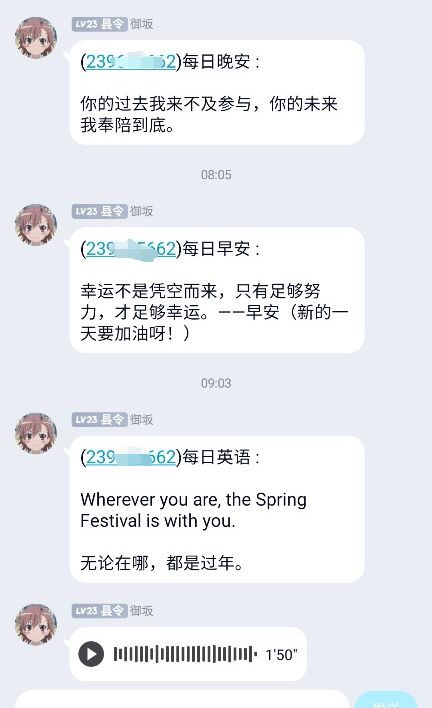 LV23 县令 御坂
(239 662)每日晚安：
你的过去我来不及参与，你的未来
我奉陪到底。
08:05
LV23 县令 御坂
(239 662)每日早安：
幸运不是凭空而来，只有足够努
力，才足够幸运。——早安（新的一
天要加油呀！）
09:03
LV23 县令 御坂
(239 662)每日英语：
Wherever you are, the Spring
Festival is with you.
无论在哪，都是过年。
LV23 县令 御坂
1'50"